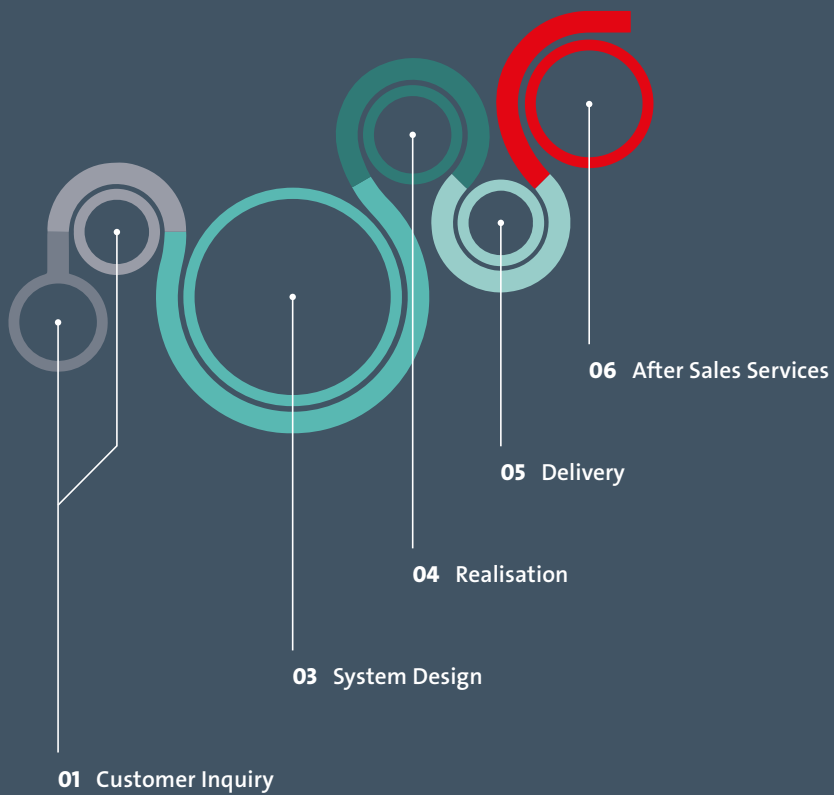 06 After Sales Services
05 Delivery
04 Realisation
03 System Design
01 Customer Inquiry